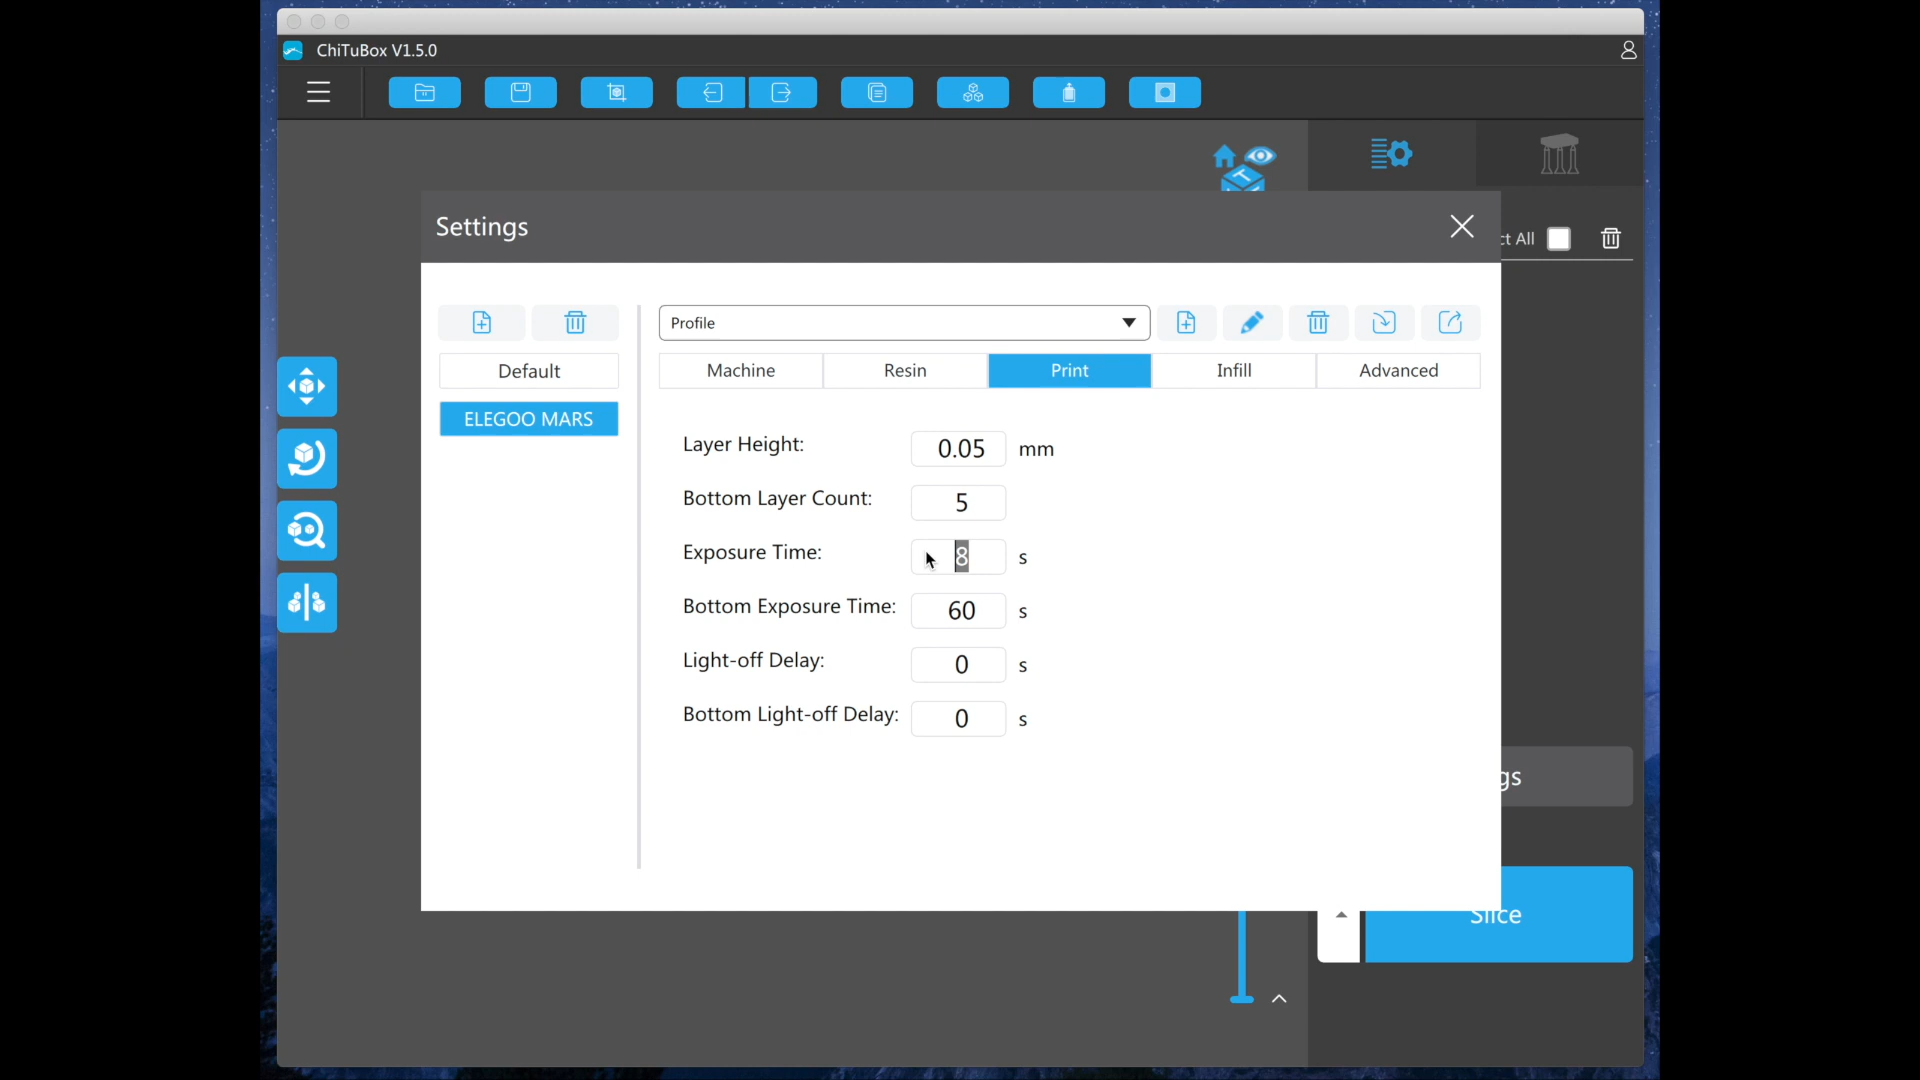 ChiTuBox V1.5.0
Settings
ct All
Profile
Default
ELEGOO MARS
Machine
Resin
Print
Infill
Advanced
Layer Height: 0.05 mm
Bottom Layer Count: 5
Exposure Time: 8 s
Bottom Exposure Time: 60 s
Light-off Delay: 0 s
Bottom Light-off Delay: 0 s
gs
Slice